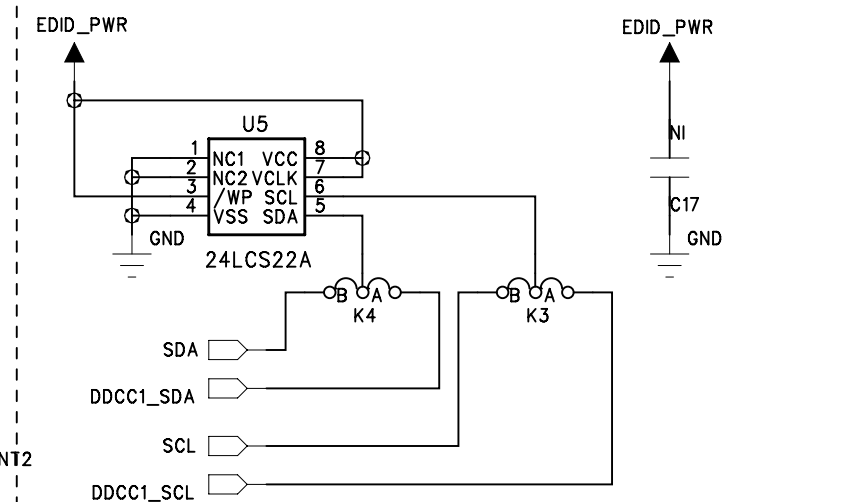 EDID_PWR
EDID_PWR
U5
1 NC1 VCC 8
2 NC2 VCLK 7
3 /WP SCL 6
4 VSS SDA 5
NI
C17
GND
GND
24LCS22A
B A
B A
K4
K3
SDA
DDCC1_SDA
SCL
NT2
DDCC1_SCL